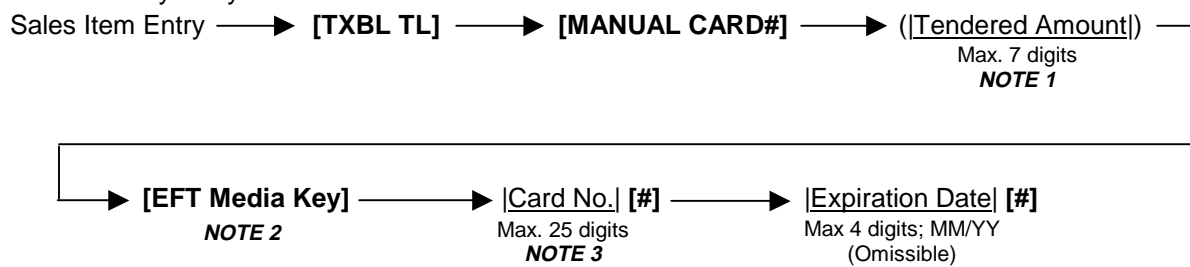 Sales Item Entry [TXBL TL] [MANUAL CARD#] (|Tendered Amount|)
Max. 7 digits
NOTE 1
[EFT Media Key] |Card No.| [#] |Expiration Date| [#]
NOTE 2 Max. 25 digits Max 4 digits; MM/YY
NOTE 3 (Omissible)